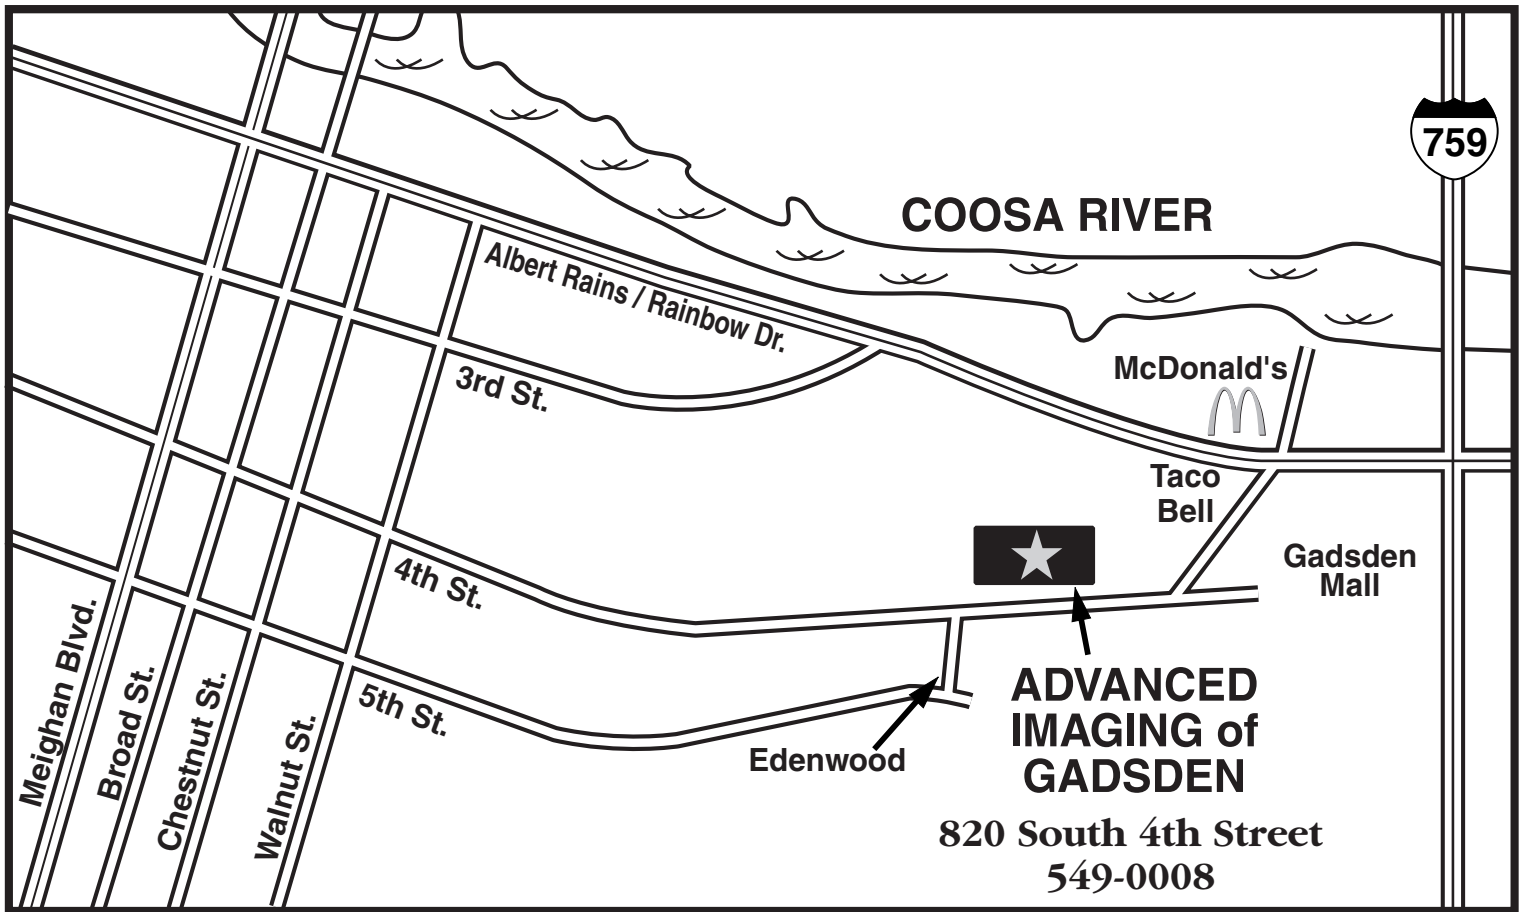 759
COOSA RIVER
Albert Rains / Rainbow Dr.
McDonald's
3rd St.
Taco
Bell
Gadsden
Mall
4th St.
Meighan Blvd.
Broad St.
Chestnut St.
Walnut St.
5th St.
Edenwood
ADVANCED
IMAGING of
GADSDEN
820 South 4th Street
549-0008